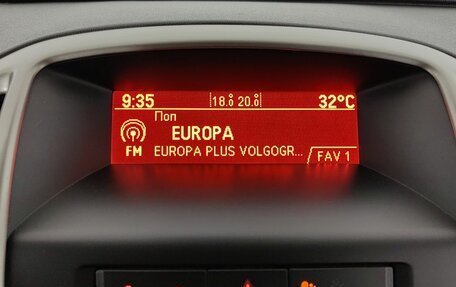 9:35 18.0 20.0 32°C
Поп
EUROPA
FM EUROPA PLUS VOLGOGR... FAV 1